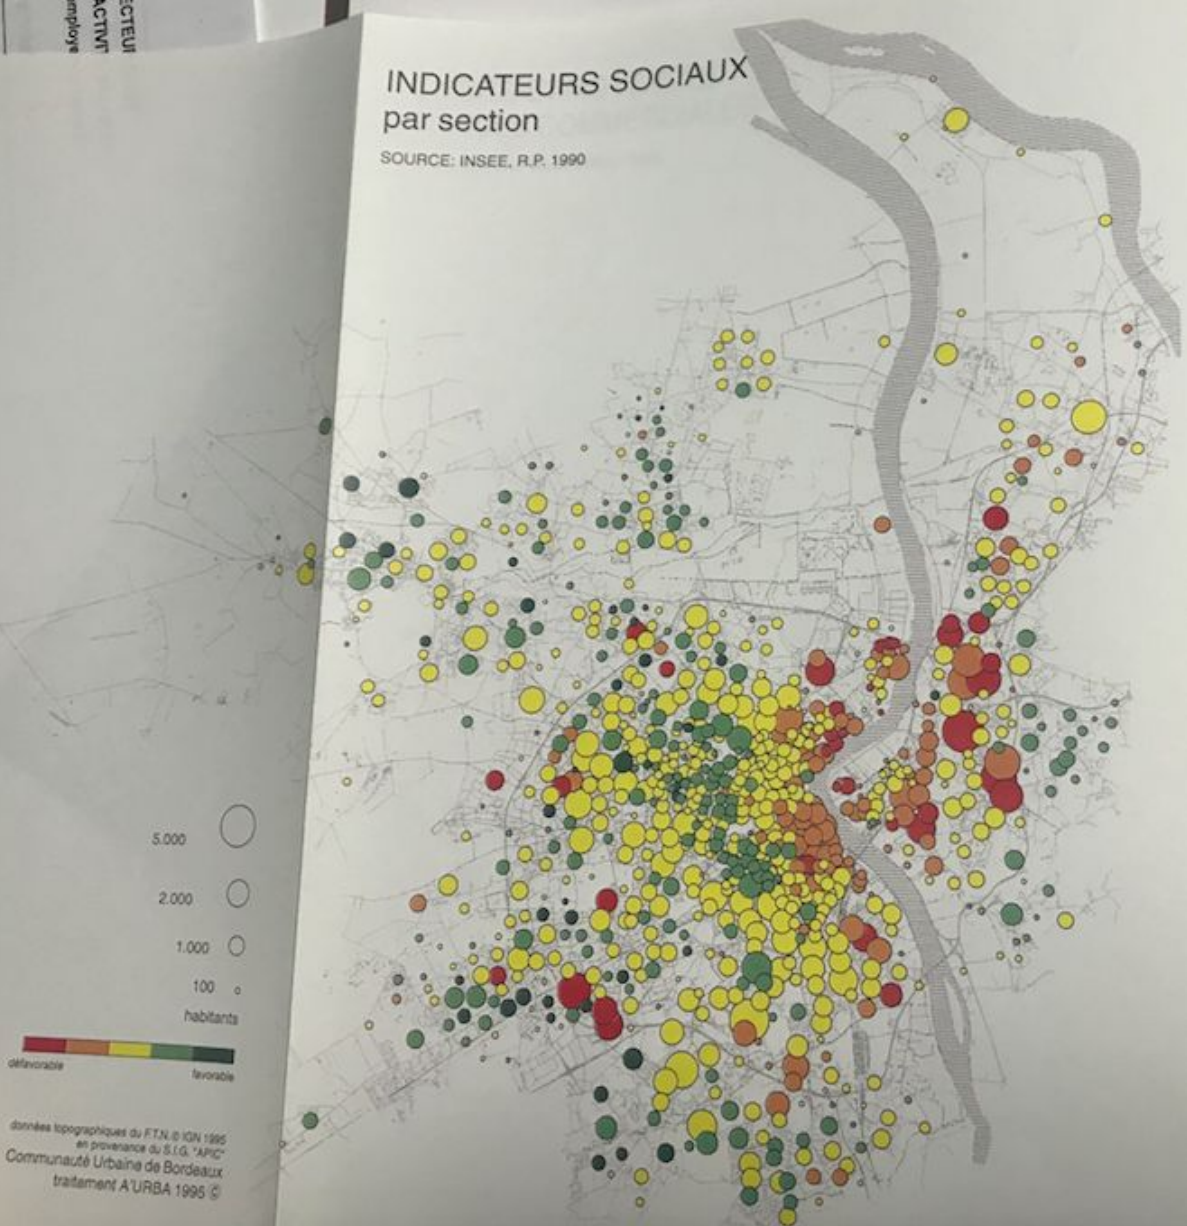 INDICATEURS SOCIAUX
par section
SOURCE: INSEE, R.P. 1990
5.000
2.000
1.000
100
habitants
défavorable
favorable
données topographiques du F.T.N. © IGN 1995
en provenance du S.I.G. "APIC"
Communauté Urbaine de Bordeaux
traitement A'URBA 1995 ©